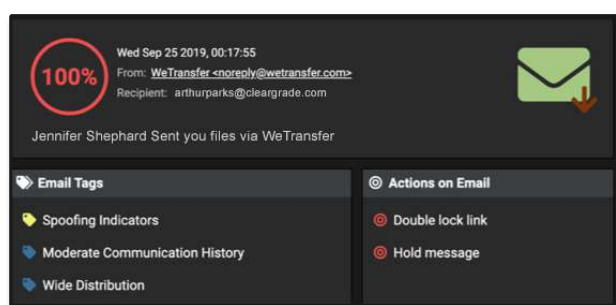 100%
Wed Sep 25 2019, 00:17:55
From: WeTransfer <noreply@wetransfer.com>
Recipient: arthurparks@cleargrade.com
Jennifer Shephard Sent you files via WeTransfer
Email Tags
Spoofing Indicators
Moderate Communication History
Wide Distribution
Actions on Email
Double lock link
Hold message